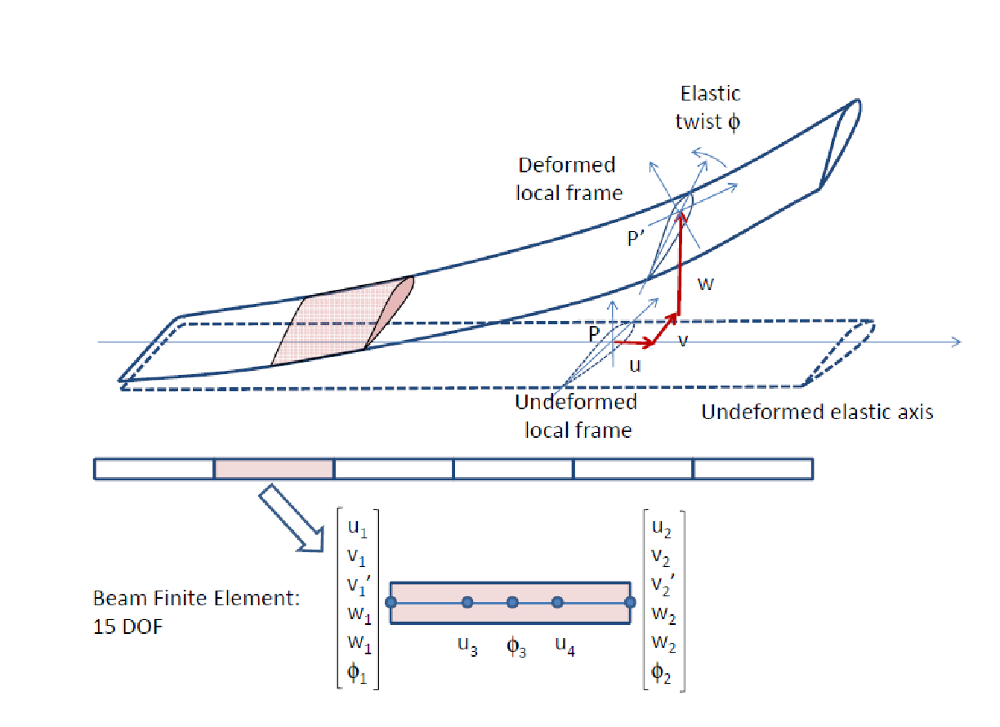 Elastic
twist ϕ
Deformed
local frame
P’
w
P
v
u
Undeformed
local frame
Undeformed elastic axis
u₁
v₁
v₁’
w₁
w₁
ϕ₁
u₂
v₂
v₂’
w₂
w₂
ϕ₂
Beam Finite Element:
15 DOF
u₃ ϕ₃ u₄